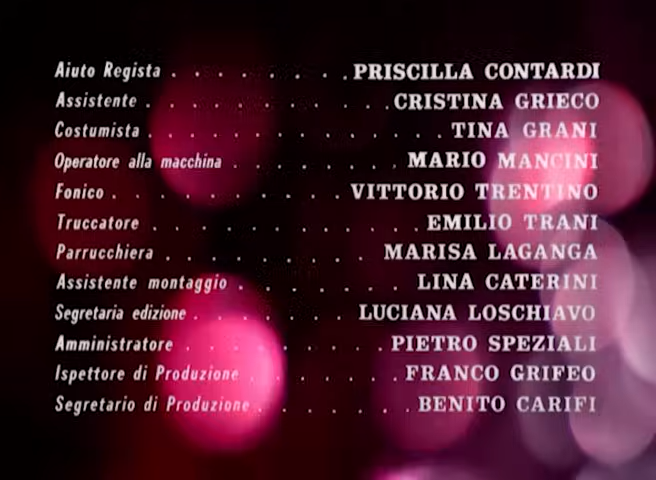 Aiuto Regista . . . . . . . . PRISCILLA CONTARDI
Assistente . . . . . . . . . . . CRISTINA GRIECO
Costumista . . . . . . . . . . . . . . TINA GRANI
Operatore alla macchina . . . . . . . . MARIO MANCINI
Fonico . . . . . . . . . . . VITTORIO TRENTINO
Truccatore . . . . . . . . . . . . . EMILIO TRANI
Parrucchiera . . . . . . . . . . MARISA LAGANGA
Assistente montaggio . . . . . . . . LINA CATERINI
Segretaria edizione . . . . . . . LUCIANA LOSCHIAVO
Amministratore . . . . . . . . . PIETRO SPEZIALI
Ispettore di Produzione . . . . . . . FRANCO GRIFEO
Segretario di Produzione . . . . . . . BENITO CARIFI